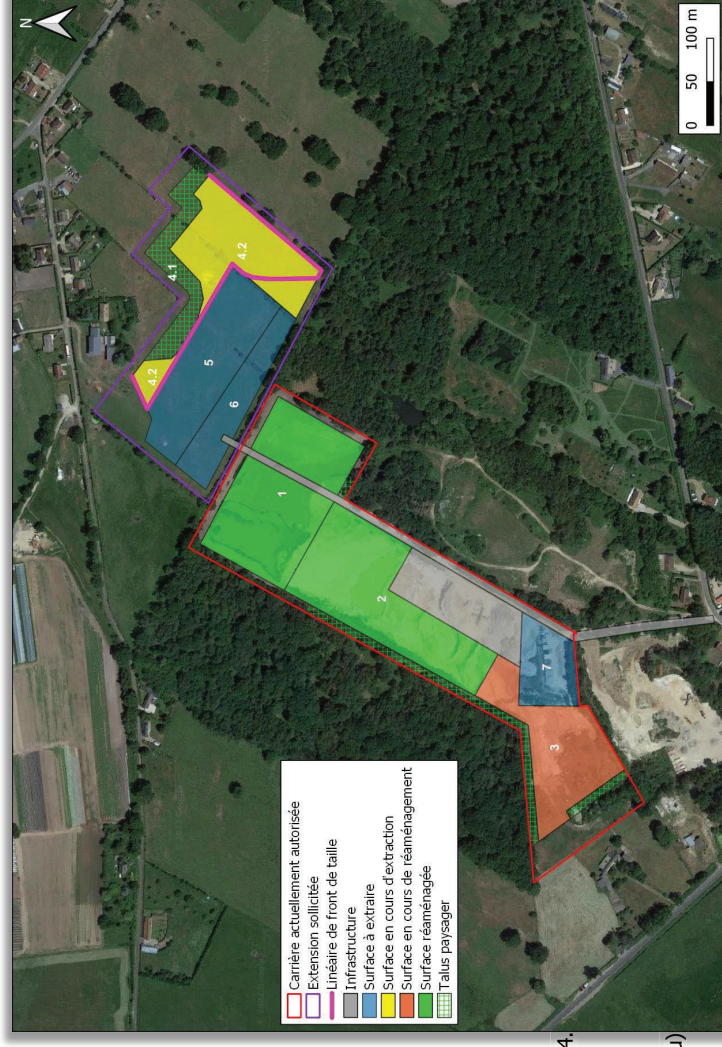 N
Carrière actuellement autorisée
Extension sollicitée
Linéaire de front de taille
Infrastructure
Surface à extraire
Surface en cours d'extraction
Surface en cours de réaménagement
Surface réaménagée
Talus paysager
4.1
4.2
4.2
5
6
1
2
3
7
0 50 100 m
4.
u)